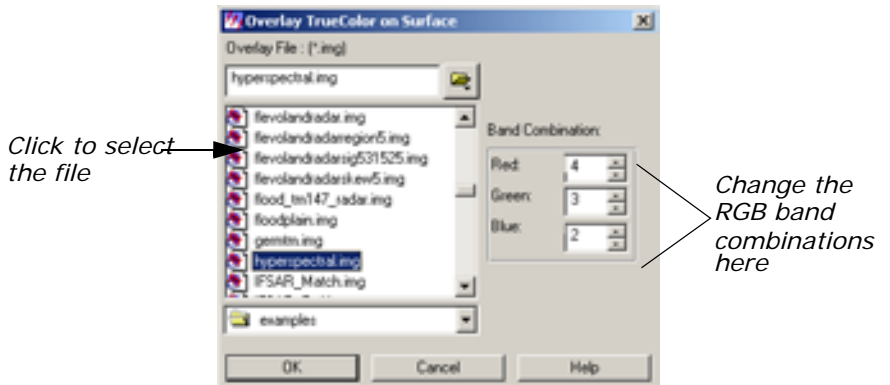 Overlay TrueColor on Surface
Overlay File : (*.img)
hyperspectral.img
flevolandradar.img
flevolandradarregion5.img
flevolandradarsig531525.img
flevolandradarskew5.img
flood_tm147_radar.img
floodplain.img
germtm.img
hyperspectral.img
IFSAR_Match.img
examples
Band Combination:
Red: 4
Green: 3
Blue: 2
OK
Cancel
Help
Click to select
the file
Change the
RGB band
combinations
here